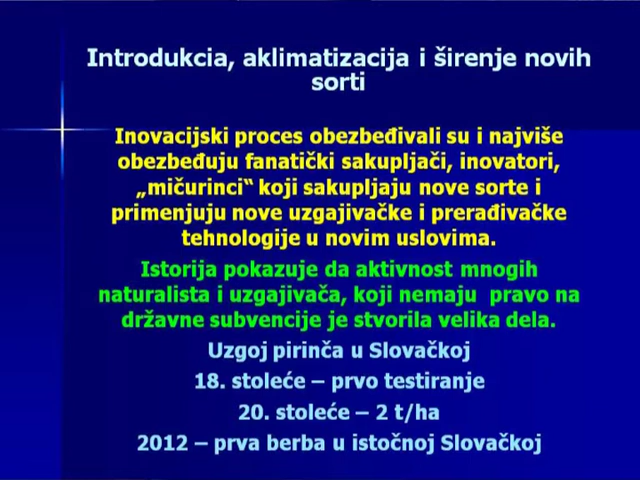 Introdukcia, aklimatizacija i širenje novih
sorti
Inovacijski proces obezbeđivali su i najviše
obezbeđuju fanatički sakupljači, inovatori,
„mičurinci“ koji sakupljaju nove sorte i
primenjuju nove uzgajivačke i prerađivačke
tehnologije u novim uslovima.
Istorija pokazuje da aktivnost mnogih
naturalista i uzgajivača, koji nemaju  pravo na
državne subvencije je stvorila velika dela.
Uzgoj pirinča u Slovačkoj
18. stoleće – prvo testiranje
20. stoleće – 2 t/ha
2012 – prva berba u istočnoj Slovačkoj